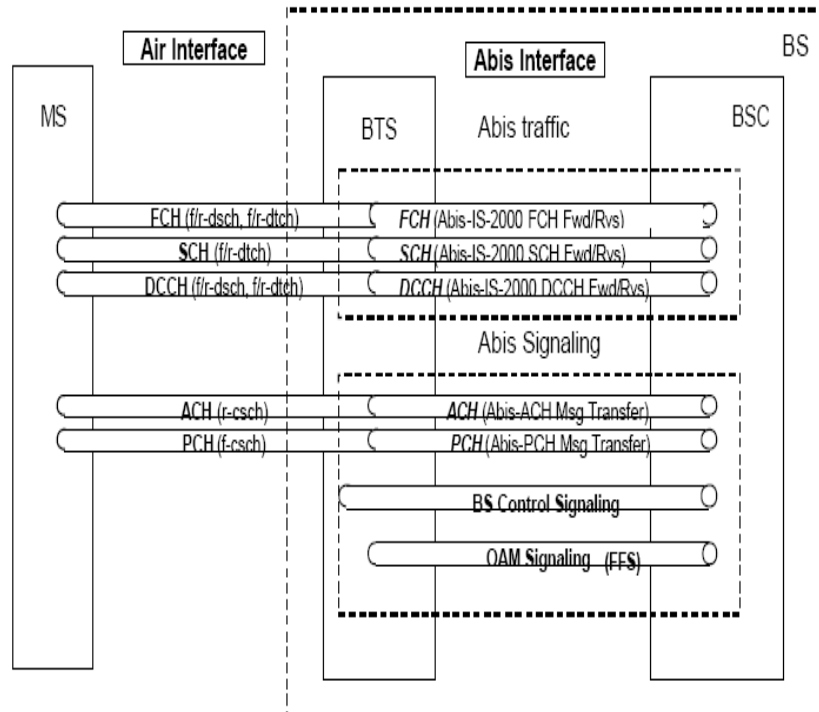 Air Interface
BS
Abis Interface
MS
BTS
Abis traffic
BSC
FCH (f/r-dsch, f/r-dtch)
FCH (Abis-IS-2000 FCH Fwd/Rvs)
SCH (f/r-dtch)
SCH (Abis-IS-2000 SCH Fwd/Rvs)
DCCH (f/r-dsch, f/r-dtch)
DCCH (Abis-IS-2000 DCCH Fwd/Rvs)
Abis Signaling
ACH (r-csch)
ACH (Abis-ACH Msg Transfer)
PCH (f-csch)
PCH (Abis-PCH Msg Transfer)
BS Control Signaling
OAM Signaling (FFS)